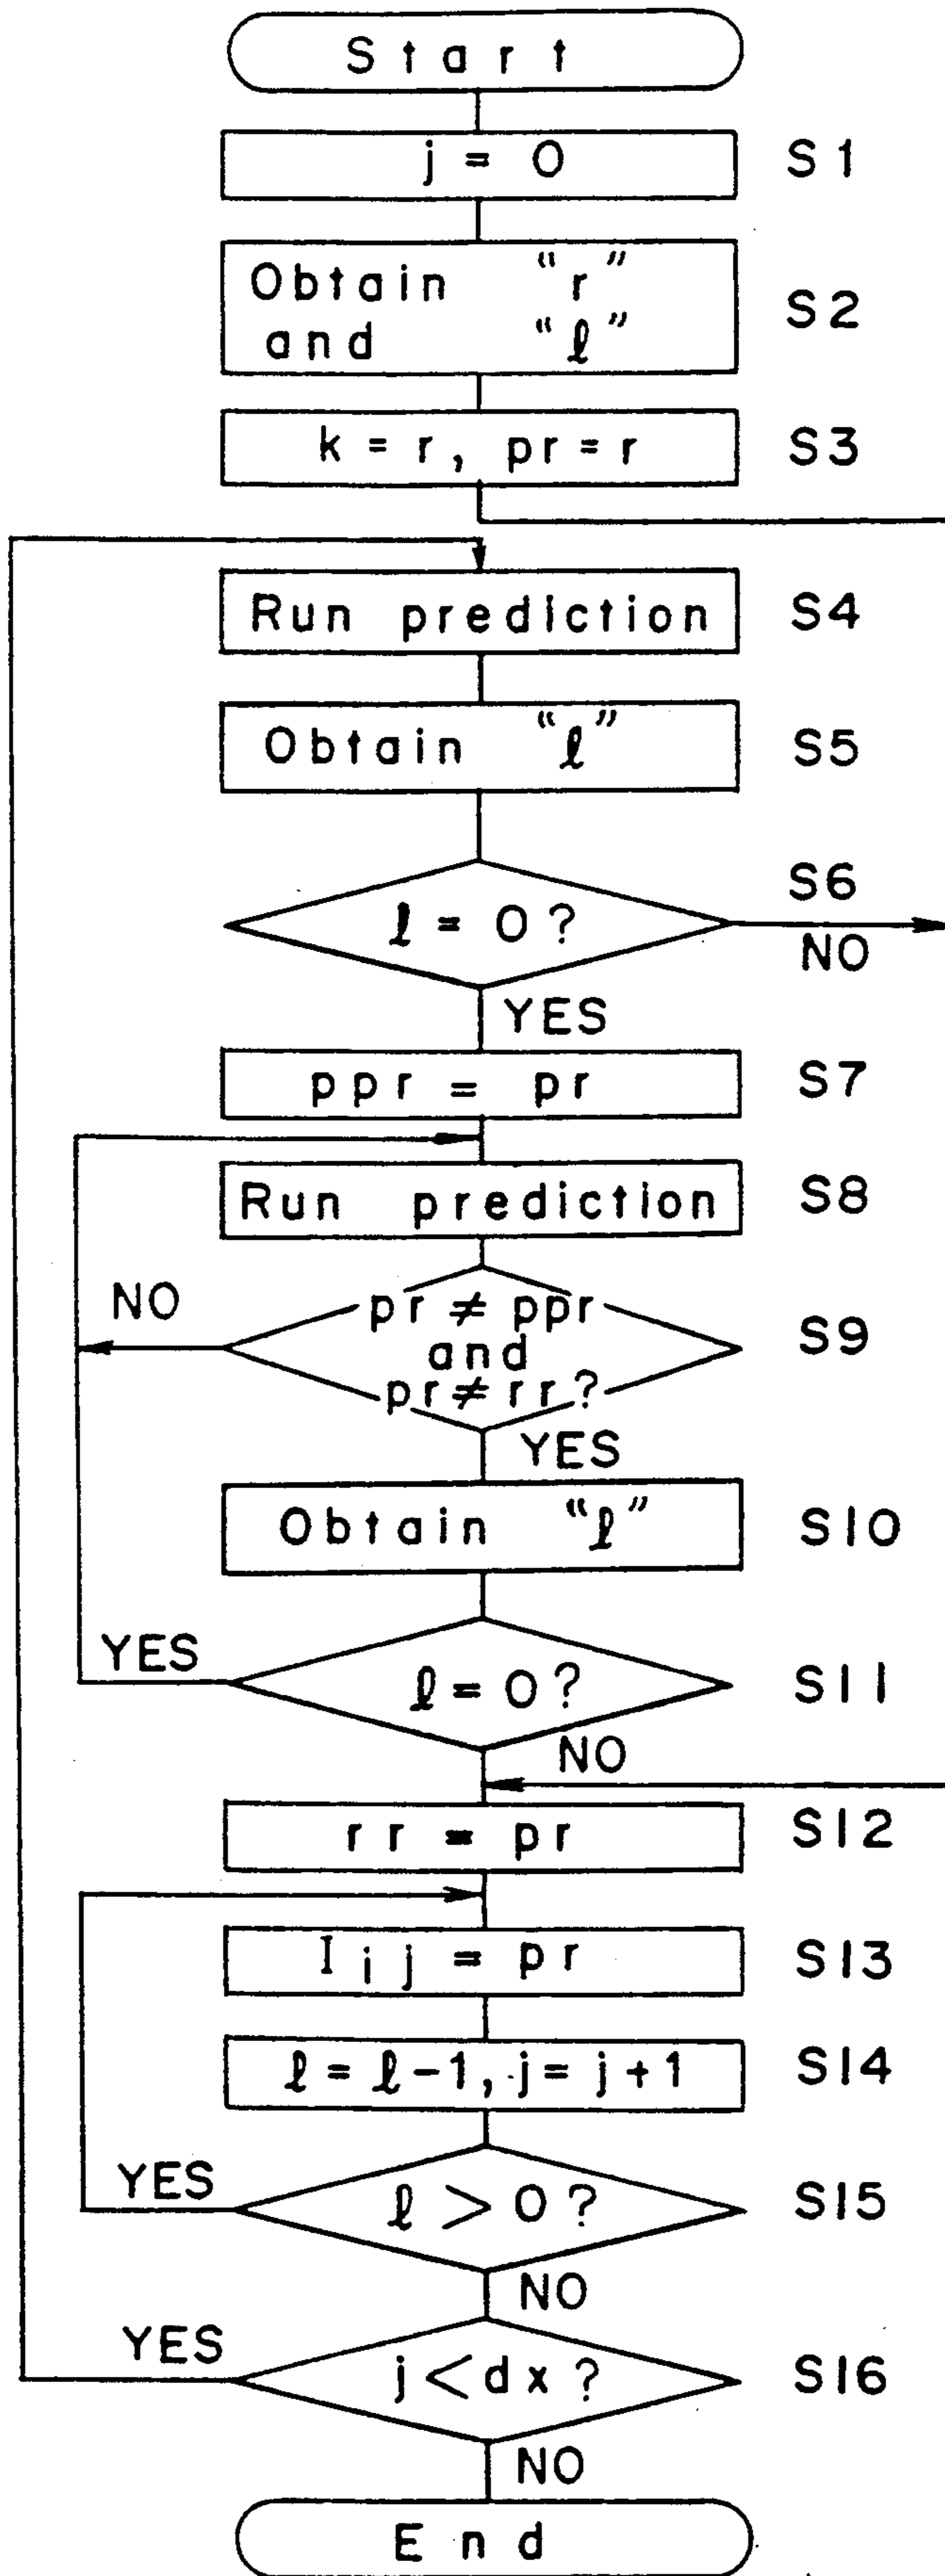 Start
j = 0 S1
Obtain "r" S2
and "ℓ"
k = r, pr = r S3
Run prediction S4
Obtain "ℓ" S5
S6
ℓ = 0 ?
NO
YES
ppr = pr S7
Run prediction S8
NO
pr ≠ ppr
and S9
pr ≠ rr ?
YES
Obtain "ℓ" S10
YES
ℓ = 0 ? S11
NO
rr = pr S12
Iij = pr S13
ℓ = ℓ-1, j = j+1 S14
YES
ℓ > 0 ? S15
NO
YES
j < dx ? S16
NO
End